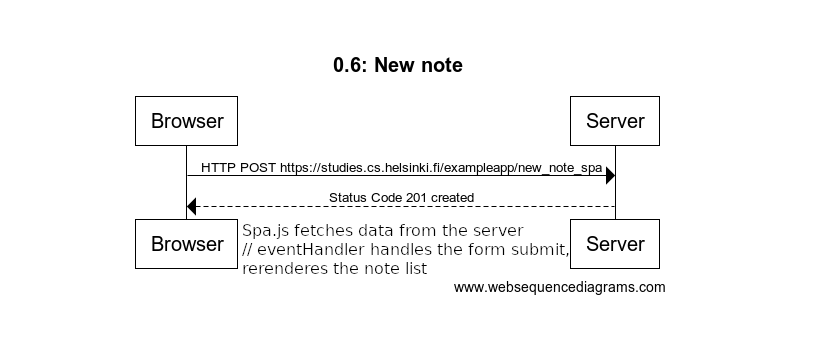 0.6: New note
Browser
Server
HTTP POST https://studies.cs.helsinki.fi/exampleapp/new_note_spa
Status Code 201 created
Browser
Spa.js fetches data from the server
// eventHandler handles the form submit,
rerenderes the note list
Server
www.websequencediagrams.com